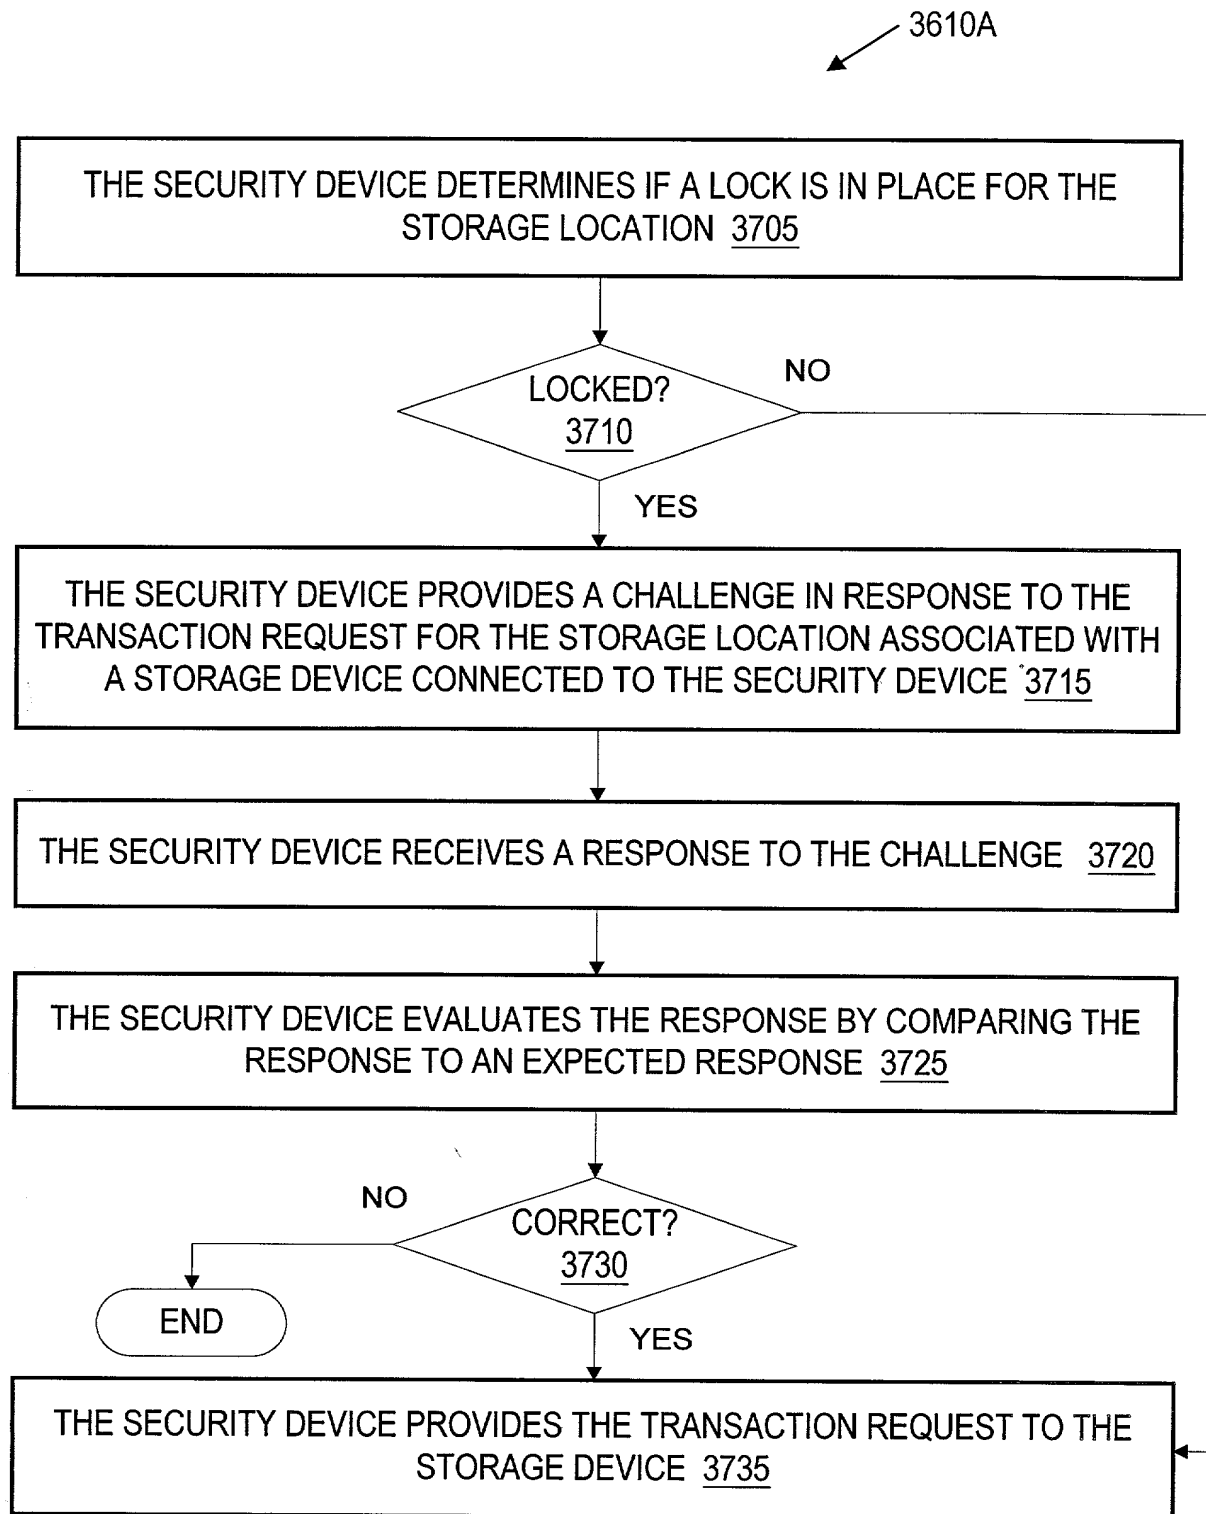 3610A
THE SECURITY DEVICE DETERMINES IF A LOCK IS IN PLACE FOR THE
STORAGE LOCATION 3705
LOCKED?
3710
NO
YES
THE SECURITY DEVICE PROVIDES A CHALLENGE IN RESPONSE TO THE
TRANSACTION REQUEST FOR THE STORAGE LOCATION ASSOCIATED WITH
A STORAGE DEVICE CONNECTED TO THE SECURITY DEVICE 3715
THE SECURITY DEVICE RECEIVES A RESPONSE TO THE CHALLENGE 3720
THE SECURITY DEVICE EVALUATES THE RESPONSE BY COMPARING THE
RESPONSE TO AN EXPECTED RESPONSE 3725
NO
CORRECT?
3730
END
YES
THE SECURITY DEVICE PROVIDES THE TRANSACTION REQUEST TO THE
STORAGE DEVICE 3735